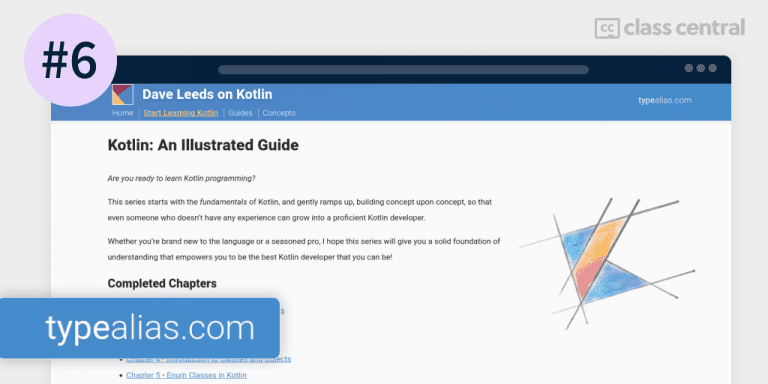 #6
cc class central
Dave Leeds on Kotlin
typealias.com
Home | Start Learning Kotlin | Guides | Concepts
Kotlin: An Illustrated Guide
Are you ready to learn Kotlin programming?
This series starts with the fundamentals of Kotlin, and gently ramps up, building concept upon concept, so that
even someone who doesn't have any experience can grow into a proficient Kotlin developer.
Whether you're brand new to the language or a seasoned pro, I hope this series will give you a solid foundation of
understanding that empowers you to be the best Kotlin developer that you can be!
Completed Chapters
typealias.com
• Chapter 4 • Introduction to Classes and Objects
• Chapter 5 • Enum Classes in Kotlin